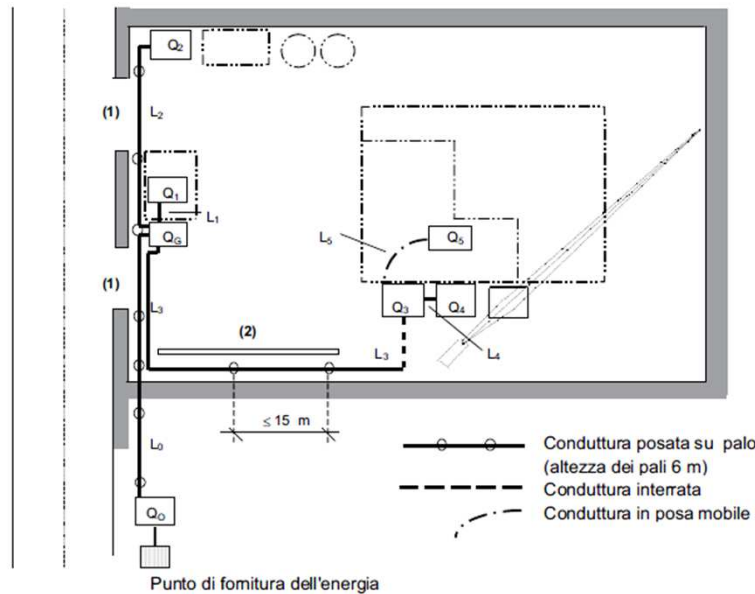 Q2
(1)
L2
Q1
L1
QG
L5
Q5
(1)
L3
Q3
Q4
(2)
L3
L4
≤ 15 m
L0
Conduttura posata su palo
(altezza dei pali 6 m)
Conduttura interrata
Conduttura in posa mobile
QO
Punto di fornitura dell'energia